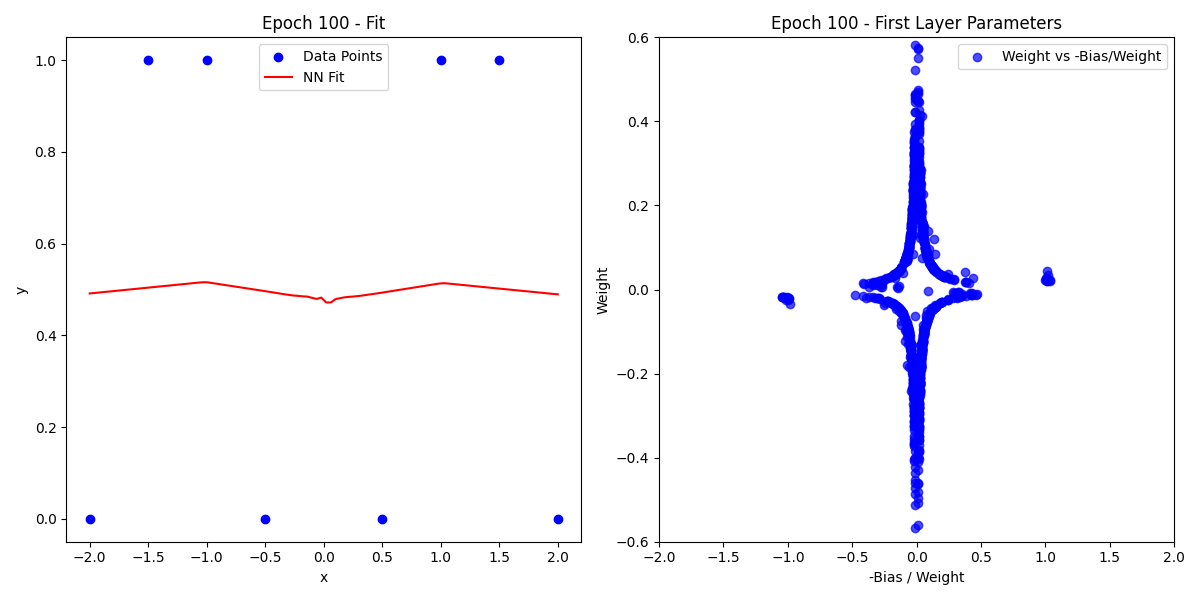 Epoch 100 - Fit
Data Points
NN Fit
1.0
0.8
0.6
0.4
0.2
0.0
y
−2.0 −1.5 −1.0 −0.5 0.0 0.5 1.0 1.5 2.0
x
Epoch 100 - First Layer Parameters
Weight vs -Bias/Weight
0.6
0.4
0.2
0.0
−0.2
−0.4
−0.6
Weight
−2.0 −1.5 −1.0 −0.5 0.0 0.5 1.0 1.5 2.0
-Bias / Weight